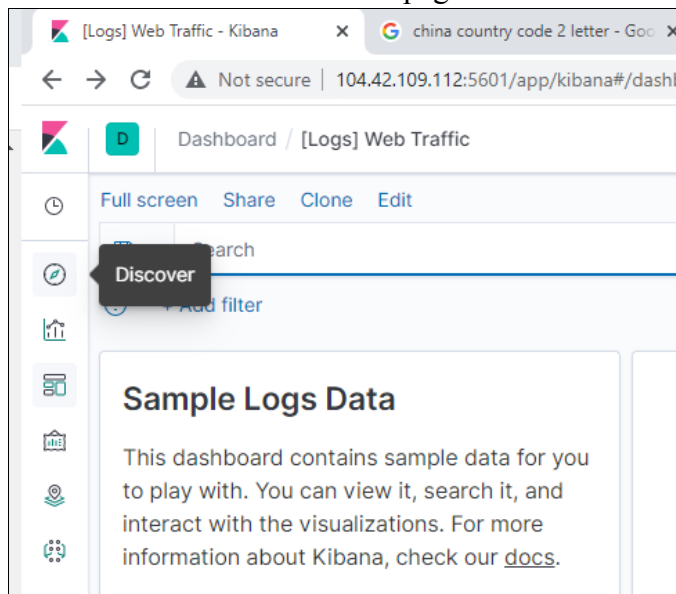 page
[Logs] Web Traffic - Kibana
china country code 2 letter - Goo
Not secure | 104.42.109.112:5601/app/kibana#/dash
D Dashboard / [Logs] Web Traffic
Full screen Share Clone Edit
Search
Discover
+ Add filter
Sample Logs Data
This dashboard contains sample data for you
to play with. You can view it, search it, and
interact with the visualizations. For more
information about Kibana, check our docs.